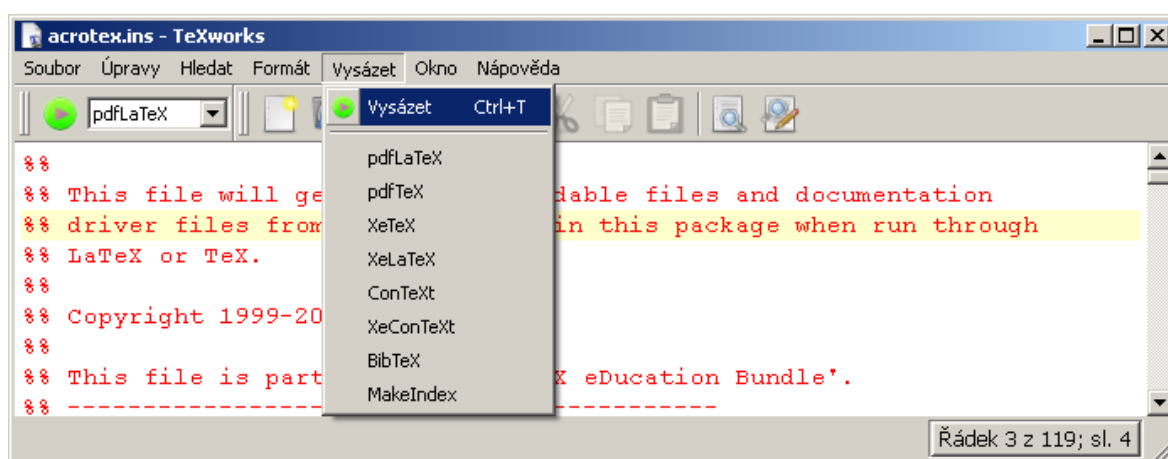 acrotex.ins - TeXworks
Soubor Úpravy Hledat Formát Vysázet Okno Nápověda
pdfLaTeX
Vysázet Ctrl+T
pdfLaTeX
pdfTeX
XeTeX
XeLaTeX
ConTeXt
XeConTeXt
BibTeX
MakeIndex
%%
%% This file will ge dable files and documentation
%% driver files from in this package when run through
%% LaTeX or TeX.
%%
%% Copyright 1999-20
%%
%% This file is part X eDucation Bundle'.
%% ----------------------------------------
Řádek 3 z 119; sl. 4